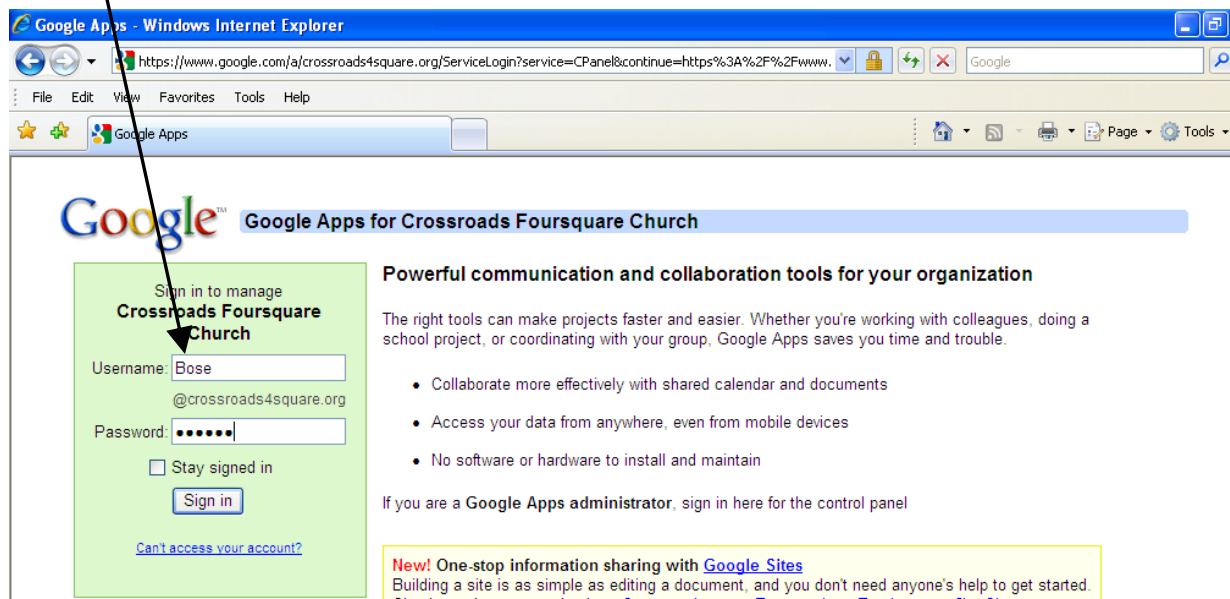 Google Apps - Windows Internet Explorer
https://www.google.com/a/crossroads4square.org/ServiceLogin?service=CPanel&continue=https%3A%2F%2Fwww.
Google
File Edit View Favorites Tools Help
Google Apps
Page Tools
Google™
Google Apps for Crossroads Foursquare Church
Sign in to manage
Crossroads Foursquare
Church
Username: Bose
@crossroads4square.org
Password: ••••••
Stay signed in
Sign in
Can't access your account?
Powerful communication and collaboration tools for your organization
The right tools can make projects faster and easier. Whether you're working with colleagues, doing a
school project, or coordinating with your group, Google Apps saves you time and trouble.
• Collaborate more effectively with shared calendar and documents
• Access your data from anywhere, even from mobile devices
• No software or hardware to install and maintain
If you are a Google Apps administrator, sign in here for the control panel
New! One-stop information sharing with Google Sites
Building a site is as simple as editing a document, and you don't need anyone's help to get started.